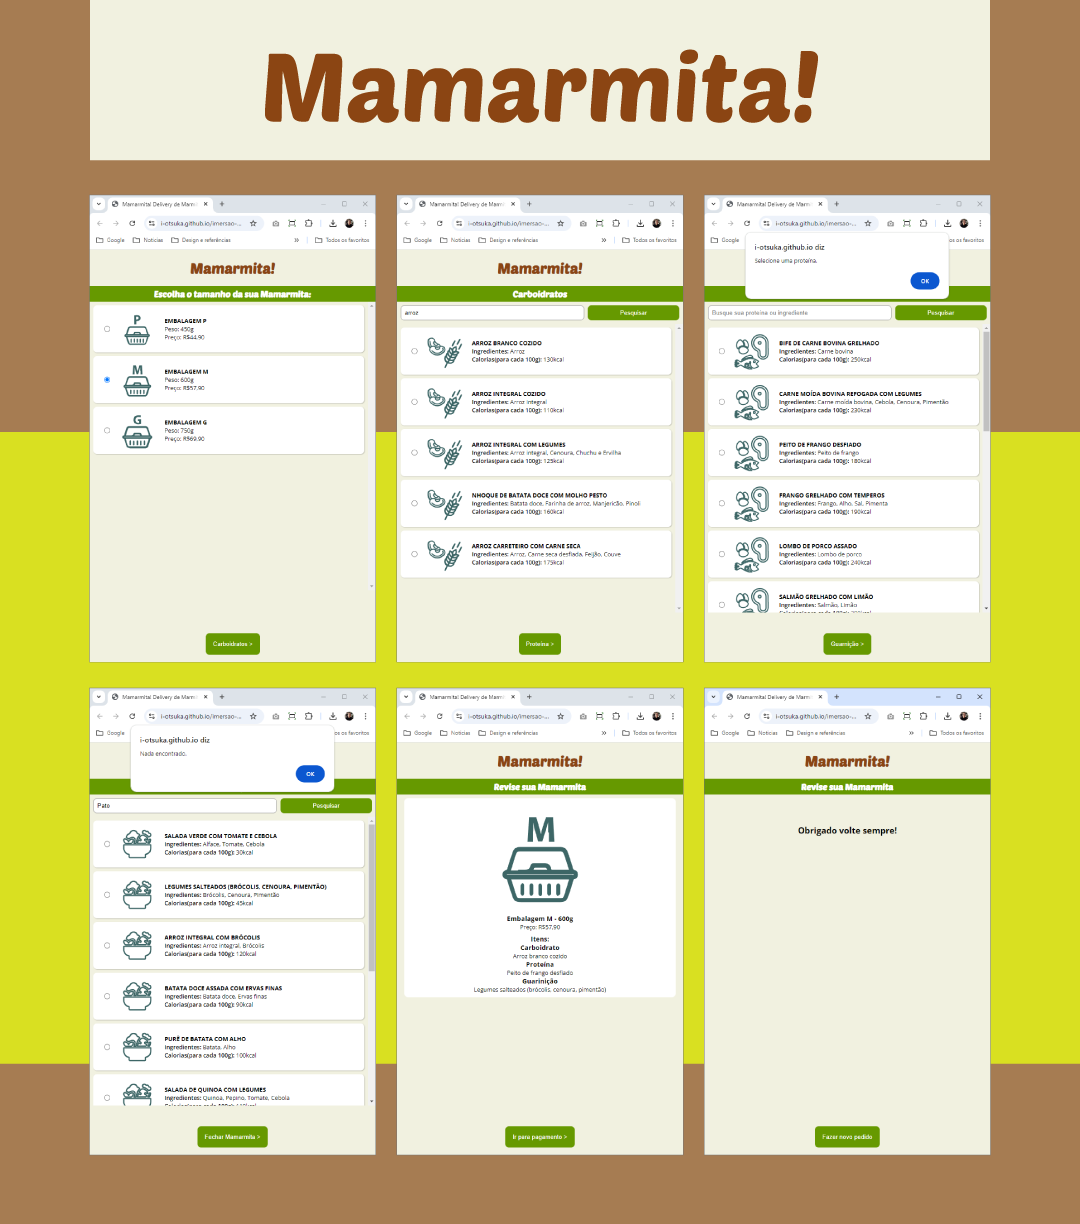 Mamarmita!
Mamarmita! Delivery de Marm
i-otsuka.github.io/imersao-...
Google
Notícias
Design e referências
»
Todos os favoritos
Mamarmita!
Escolha o tamanho da sua Mamarmita:
P
EMBALAGEM P
Peso: 450g
Preço: R$44,90
M
EMBALAGEM M
Peso: 600g
Preço: R$57,90
G
EMBALAGEM G
Peso: 750g
Preço: R$69,90
Carboidratos >
Mamarmita! Delivery de Marm
i-otsuka.github.io/imersao-...
Google
Notícias
Design e referências
»
Todos os favoritos
Mamarmita!
Carboidratos
arroz
Pesquisar
ARROZ BRANCO COZIDO
Ingredientes: Arroz
Calorias(para cada 100g): 130kcal
ARROZ INTEGRAL COZIDO
Ingredientes: Arroz integral
Calorias(para cada 100g): 110kcal
ARROZ INTEGRAL COM LEGUMES
Ingredientes: Arroz integral, Cenoura, Chuchu e Ervilha
Calorias(para cada 100g): 125kcal
NHOQUE DE BATATA DOCE COM MOLHO PESTO
Ingredientes: Batata doce, Farinha de arroz, Manjericão, Pinoli
Calorias(para cada 100g): 160kcal
ARROZ CARRETEIRO COM CARNE SECA
Ingredientes: Arroz, Carne seca desfiada, Feijão, Couve
Calorias(para cada 100g): 175kcal
Proteína >
Mamarmita! Delivery de Marm
i-otsuka.github.io/imersao-...
Google
os favoritos
i-otsuka.github.io diz
Selecione uma proteína.
OK
Busque sua proteína ou ingrediente
Pesquisar
BIFE DE CARNE BOVINA GRELHADO
Ingredientes: Carne bovina
Calorias(para cada 100g): 250kcal
CARNE MOÍDA BOVINA REFOGADA COM LEGUMES
Ingredientes: Carne moída bovina, Cebola, Cenoura, Pimentão
Calorias(para cada 100g): 230kcal
PEITO DE FRANGO DESFIADO
Ingredientes: Peito de frango
Calorias(para cada 100g): 180kcal
FRANGO GRELHADO COM TEMPEROS
Ingredientes: Frango, Alho, Sal, Pimenta
Calorias(para cada 100g): 190kcal
LOMBO DE PORCO ASSADO
Ingredientes: Lombo de porco
Calorias(para cada 100g): 240kcal
SALMÃO GRELHADO COM LIMÃO
Ingredientes: Salmão, Limão
Guarnição >
Mamarmita! Delivery de Marm
i-otsuka.github.io/imersao-...
Google
os favoritos
i-otsuka.github.io diz
Nada encontrado.
OK
Pato
Pesquisar
SALADA VERDE COM TOMATE E CEBOLA
Ingredientes: Alface, Tomate, Cebola
Calorias(para cada 100g): 30kcal
LEGUMES SALTEADOS (BRÓCOLIS, CENOURA, PIMENTÃO)
Ingredientes: Brócolis, Cenoura, Pimentão
Calorias(para cada 100g): 45kcal
ARROZ INTEGRAL COM BRÓCOLIS
Ingredientes: Arroz integral, Brócolis
Calorias(para cada 100g): 120kcal
BATATA DOCE ASSADA COM ERVAS FINAS
Ingredientes: Batata doce, Ervas finas
Calorias(para cada 100g): 90kcal
PURÊ DE BATATA COM ALHO
Ingredientes: Batata, Alho
Calorias(para cada 100g): 100kcal
SALADA DE QUINOA COM LEGUMES
Ingredientes: Quinoa, Pepino, Tomate, Cebola
Fechar Mamarmita >
Mamarmita! Delivery de Marm
i-otsuka.github.io/imersao-...
Google
Notícias
Design e referências
»
Todos os favoritos
Mamarmita!
Revise sua Mamarmita
M
Embalagem M - 600g
Preço: R$57,90
Itens:
Carboidrato
Arroz branco cozido
Proteína
Peito de frango desfiado
Guarinição
Legumes salteados (brócolis, cenoura, pimentão)
Ir para pagamento >
Mamarmita! Delivery de Marm
i-otsuka.github.io/imersao-...
Google
Notícias
Design e referências
»
Todos os favoritos
Mamarmita!
Revise sua Mamarmita
Obrigado volte sempre!
Fazer novo pedido